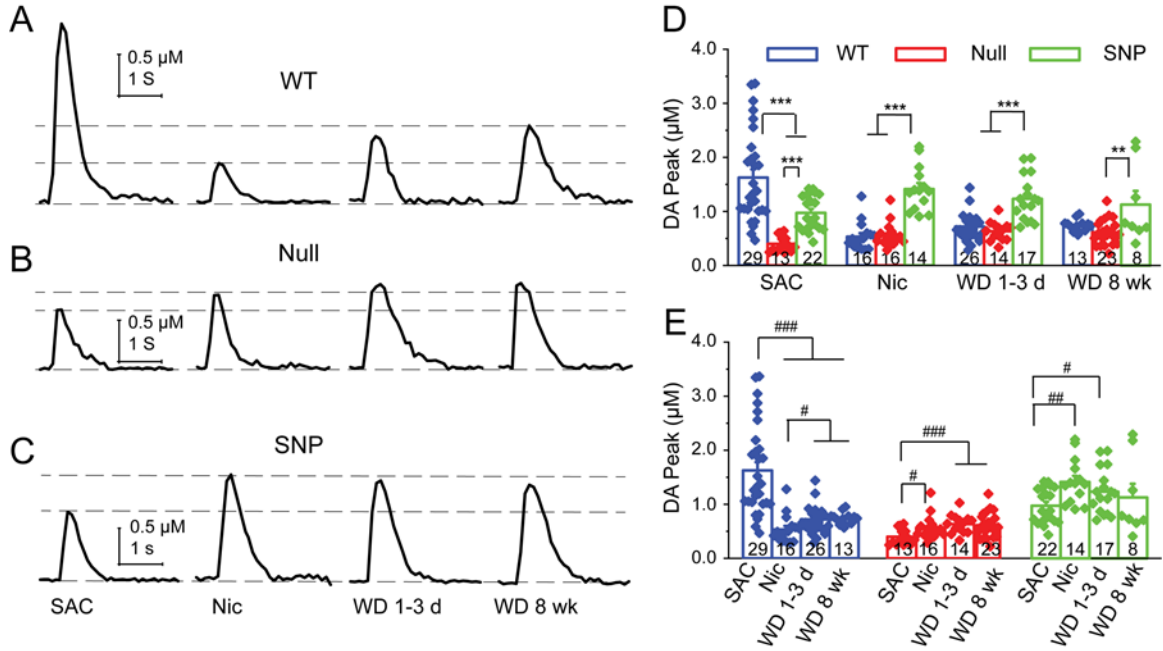 A
0.5 µM
1 S
WT
B
Null
0.5 µM
1 S
C
SNP
0.5 µM
1 s
SAC Nic WD 1-3 d WD 8 wk
D
WT Null SNP
DA Peak (µM)
4.0
3.0
2.0
1.0
0.0
*** *** *** *** **
29 13 22 16 16 14 26 14 17 13 23 8
SAC Nic WD 1-3 d WD 8 wk
E
DA Peak (µM)
4.0
3.0
2.0
1.0
0.0
### # ### # # ##
29 16 26 13 13 16 14 23 22 14 17 8
SAC Nic WD 1-3 d WD 8 wk SAC Nic WD 1-3 d WD 8 wk SAC Nic WD 1-3 d WD 8 wk